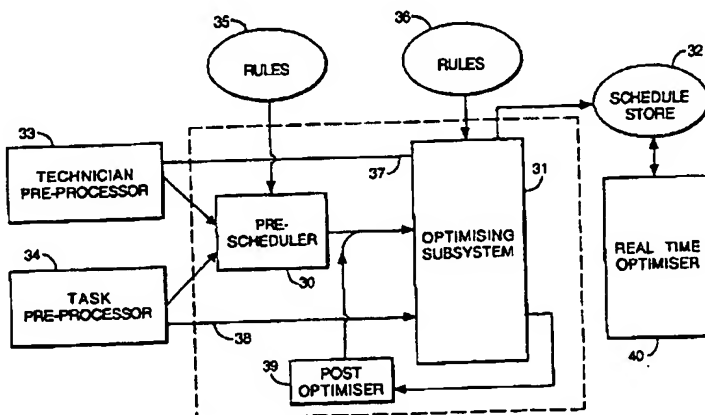 35
RULES
36
RULES
32
SCHEDULE
STORE
33
TECHNICIAN
PRE-PROCESSOR
37
31
PRE-
SCHEDULER
30
OPTIMISING
SUBSYSTEM
REAL TIME
OPTIMISER
40
34
TASK
PRE-PROCESSOR
38
39
POST
OPTIMISER